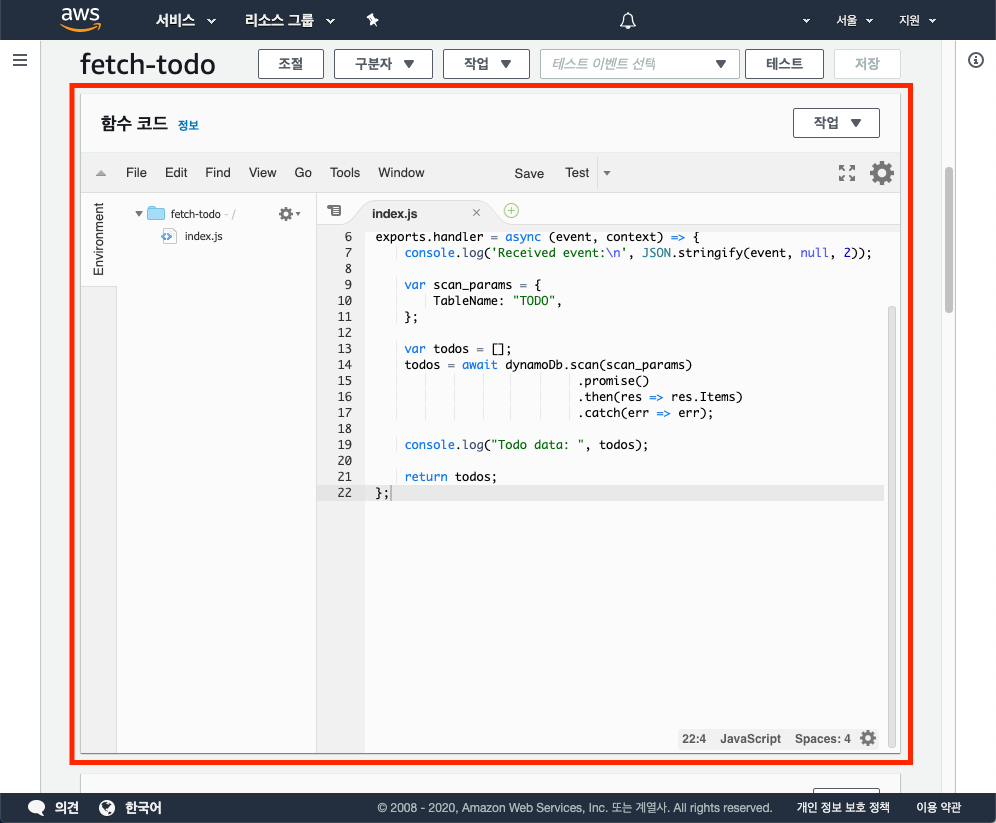 aws 서비스 리소스 그룹 서울 지원
fetch-todo 조절 구분자 작업 테스트 이벤트 선택 테스트 저장
함수 코드 정보 작업
File Edit Find View Go Tools Window Save Test
Environment
fetch-todo - /
index.js
index.js
6 exports.handler = async (event, context) => {
7 console.log('Received event:\n', JSON.stringify(event, null, 2));
8
9 var scan_params = {
10 TableName: "TODO",
11 };
12
13 var todos = [];
14 todos = await dynamoDb.scan(scan_params)
15 .promise()
16 .then(res => res.Items)
17 .catch(err => err);
18
19 console.log("Todo data: ", todos);
20
21 return todos;
22 };
22:4 JavaScript Spaces: 4
의견 한국어 © 2008 - 2020, Amazon Web Services, Inc. 또는 계열사. All rights reserved. 개인 정보 보호 정책 이용 약관